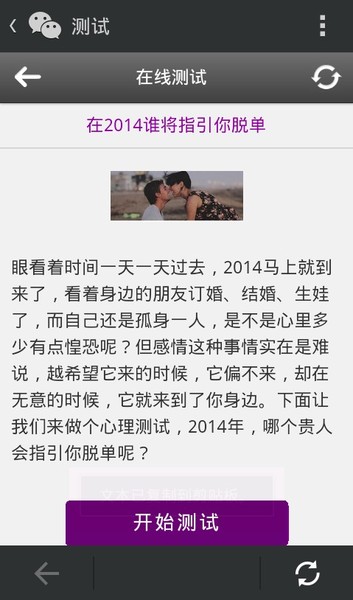 测试
在线测试
在2014谁将指引你脱单
眼看着时间一天一天过去，2014马上就到
来了，看着身边的朋友订婚、结婚、生娃
了，而自己还是孤身一人，是不是心里多
少有点惶恐呢？但感情这种事情实在是难
说，越希望它来的时候，它偏不来，却在
无意的时候，它就来到了你身边。下面让
我们来做个心理测试，2014年，哪个贵人
会指引你脱单呢？
开始测试